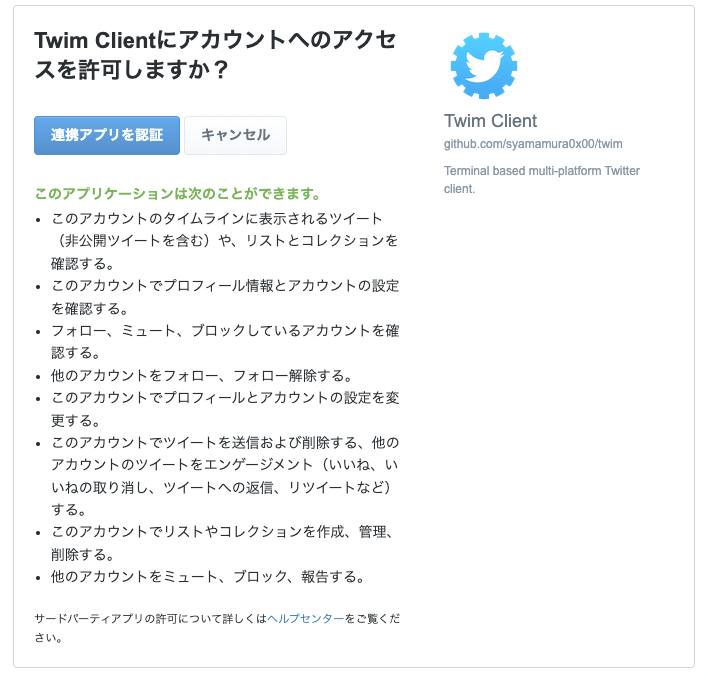 Twim Clientにアカウントへのアクセ
スを許可しますか？
連携アプリを認証
キャンセル
このアプリケーションは次のことができます。
• このアカウントのタイムラインに表示されるツイート
（非公開ツイートを含む）や、リストとコレクションを
確認する。
• このアカウントでプロフィール情報とアカウントの設定
を確認する。
• フォロー、ミュート、ブロックしているアカウントを確
認する。
• 他のアカウントをフォロー、フォロー解除する。
• このアカウントでプロフィールとアカウントの設定を変
更する。
• このアカウントでツイートを送信および削除する、他の
アカウントのツイートをエンゲージメント（いいね、い
いねの取り消し、ツイートへの返信、リツイートなど）
する。
• このアカウントでリストやコレクションを作成、管理、
削除する。
• 他のアカウントをミュート、ブロック、報告する。
サードパーティアプリの許可について詳しくはヘルプセンターをご覧くだ
さい。
Twim Client
github.com/syamamura0x00/twim
Terminal based multi-platform Twitter
client.